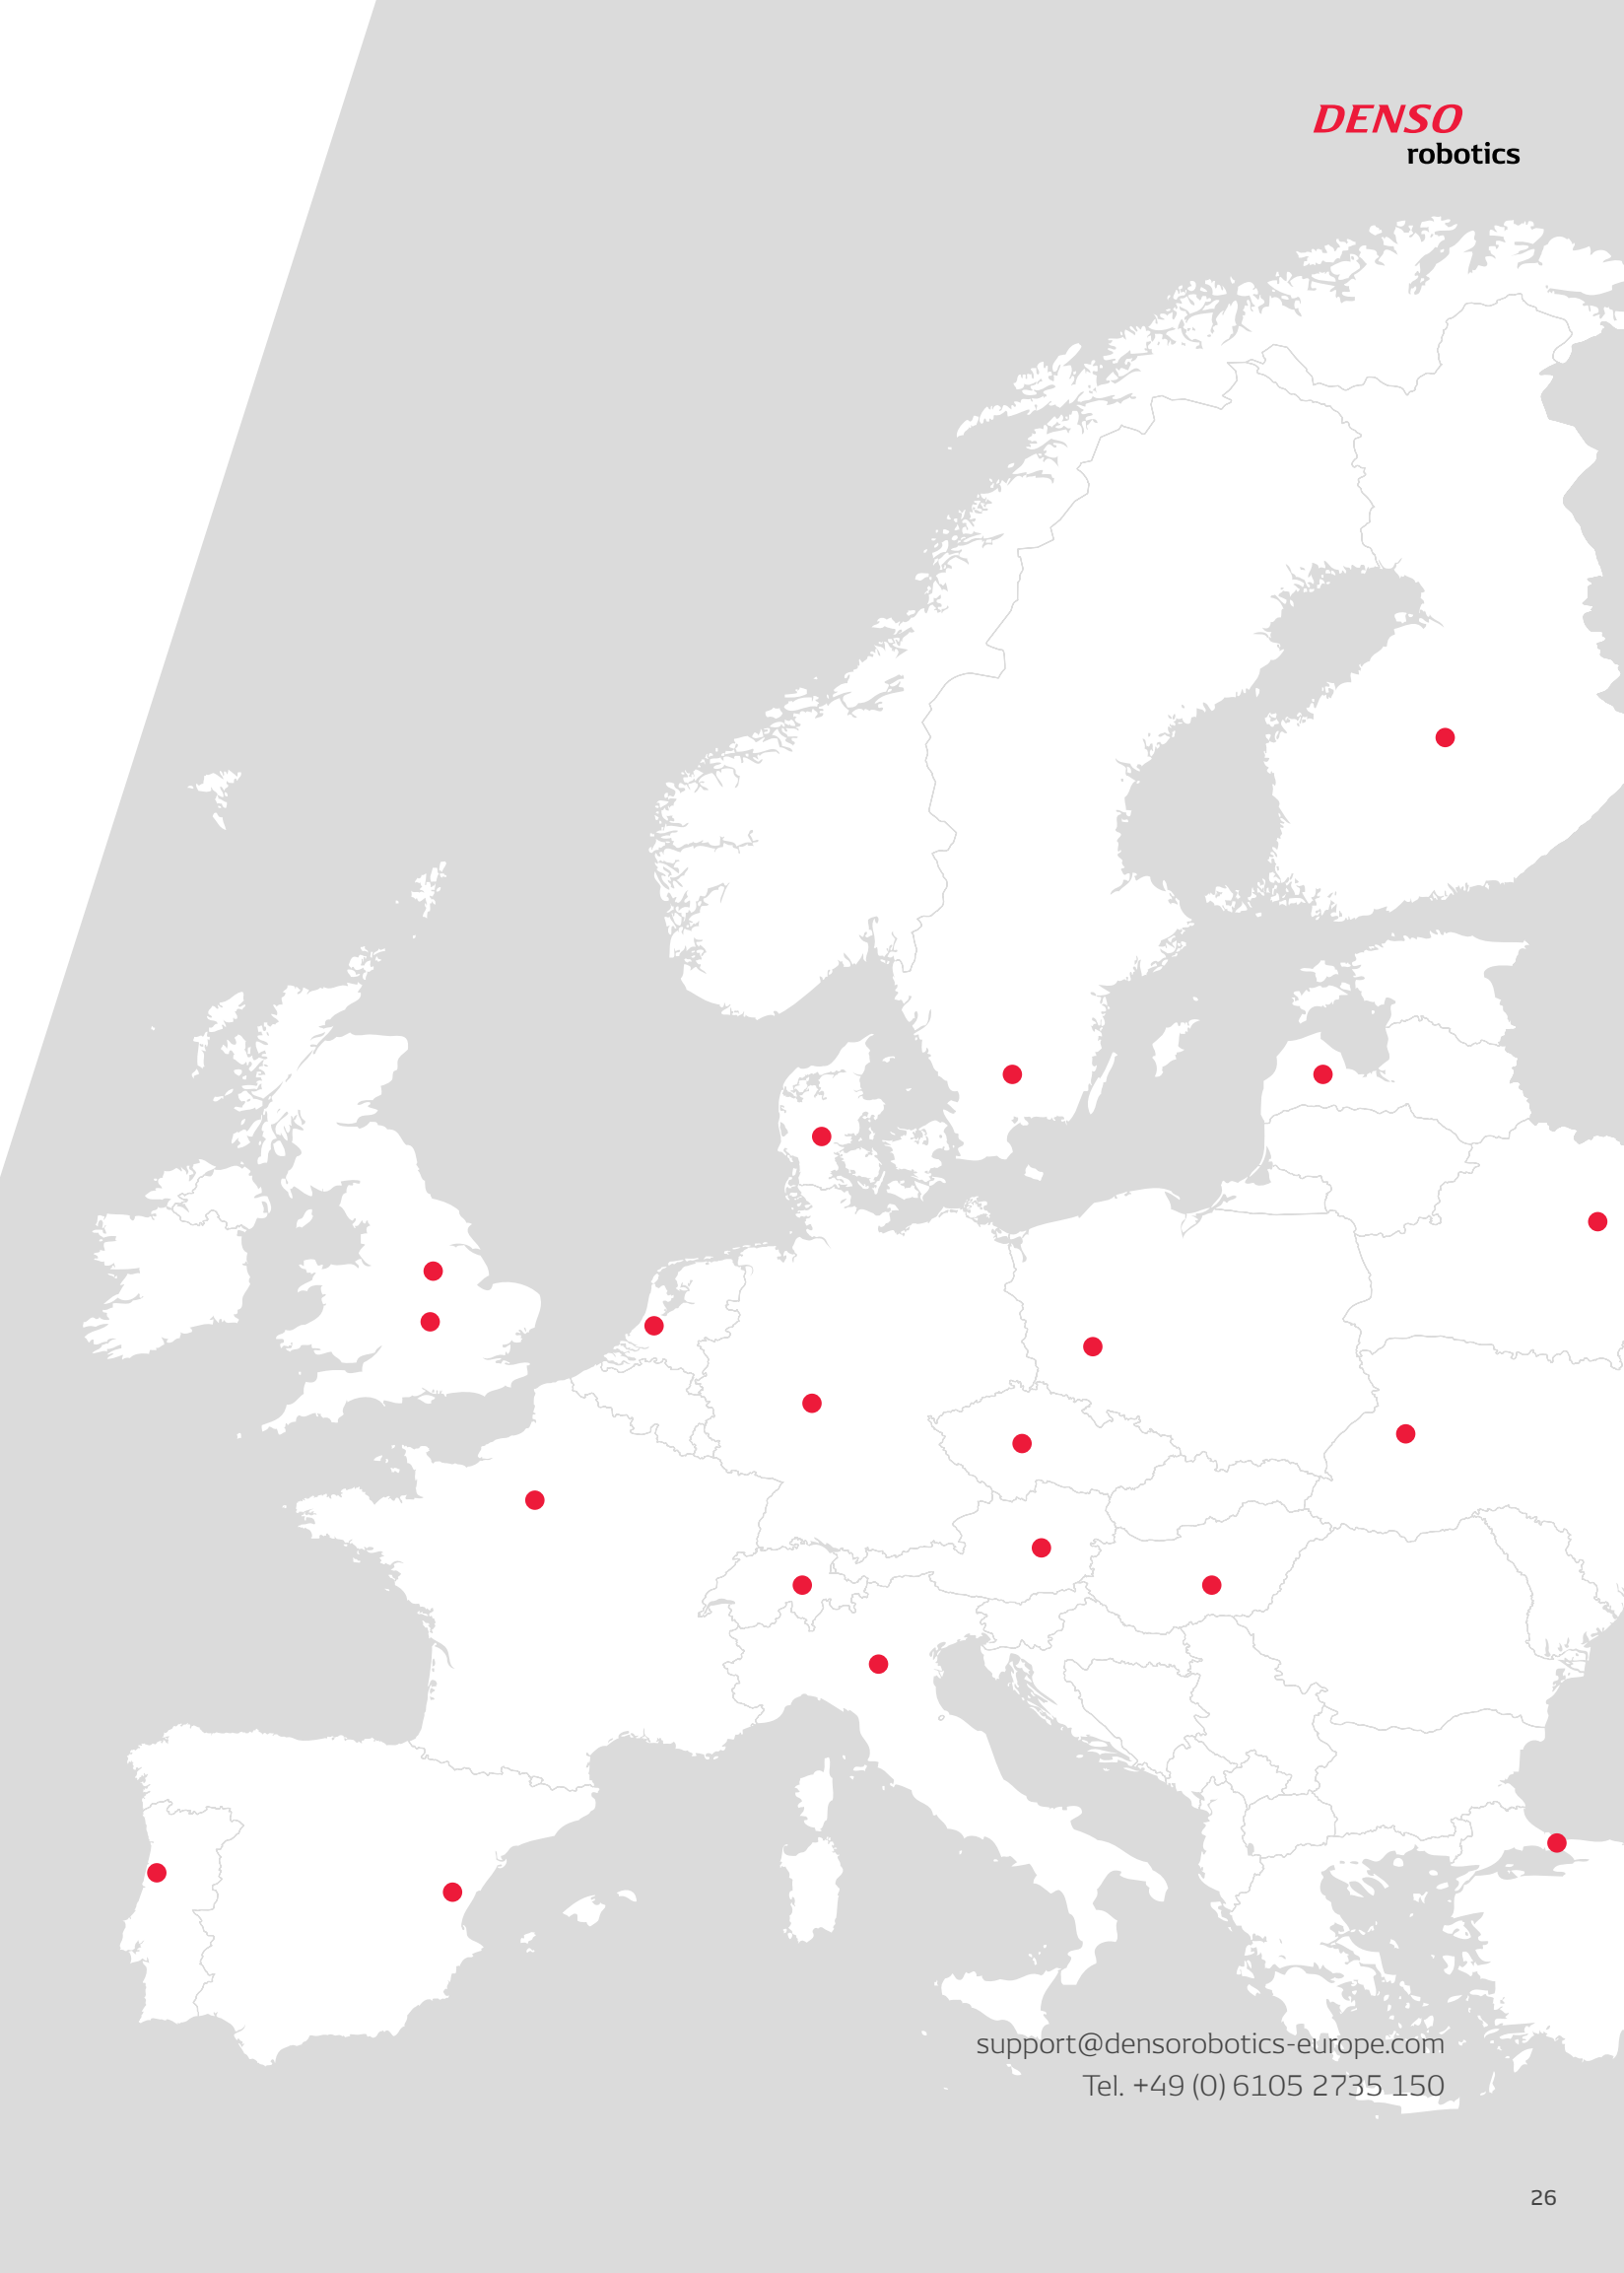 DENSO
robotics
support@densorobotics-europe.com
Tel. +49 (0) 6105 2735 150
26